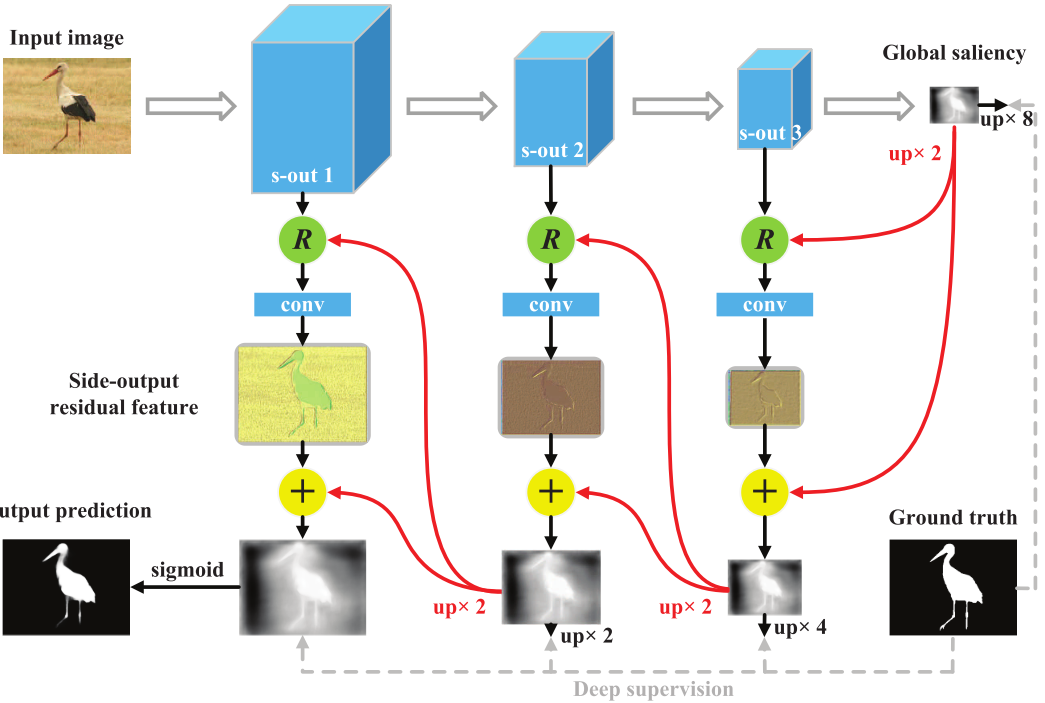 Input image
Global saliency
s-out 1
s-out 2
s-out 3
up× 8
up× 2
R
R
R
conv
conv
conv
Side-output
residual feature
+
+
+
utput prediction
Ground truth
sigmoid
up× 2
up× 2
up× 2
up× 4
Deep supervision